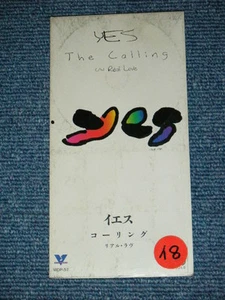 YES
The Calling
c/w Real Love
yes
イエス
コーリング
リアル・ラヴ
18